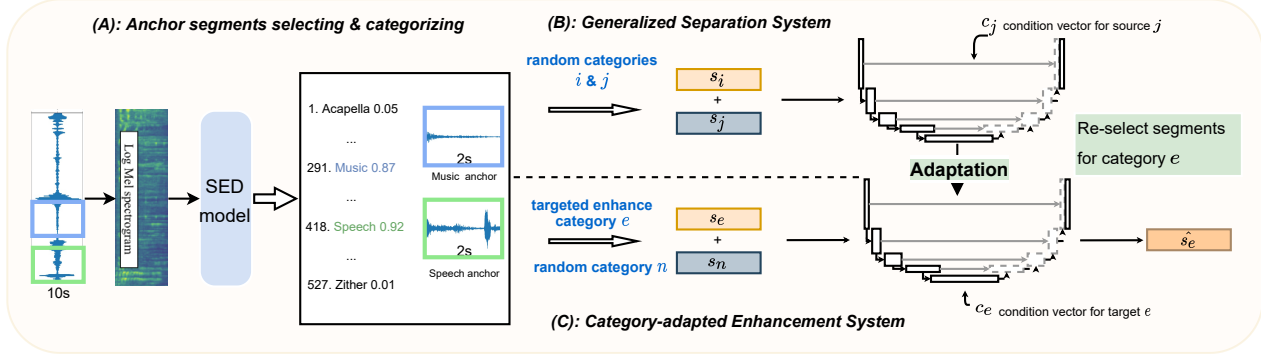 (A): Anchor segments selecting & categorizing
10s
Log Mel spectrogram
SED
model
1. Acapella 0.05
...
291. Music 0.87
...
418. Speech 0.92
...
527. Zither 0.01
2s
Music anchor
2s
Speech anchor
(B): Generalized Separation System
random categories
i & j
s_i
+
s_j
c_j condition vector for source j
Adaptation
Re-select segments
for category e
targeted enhance
category e
random category n
s_e
+
s_n
ŝ_e
c_e condition vector for target e
(C): Category-adapted Enhancement System